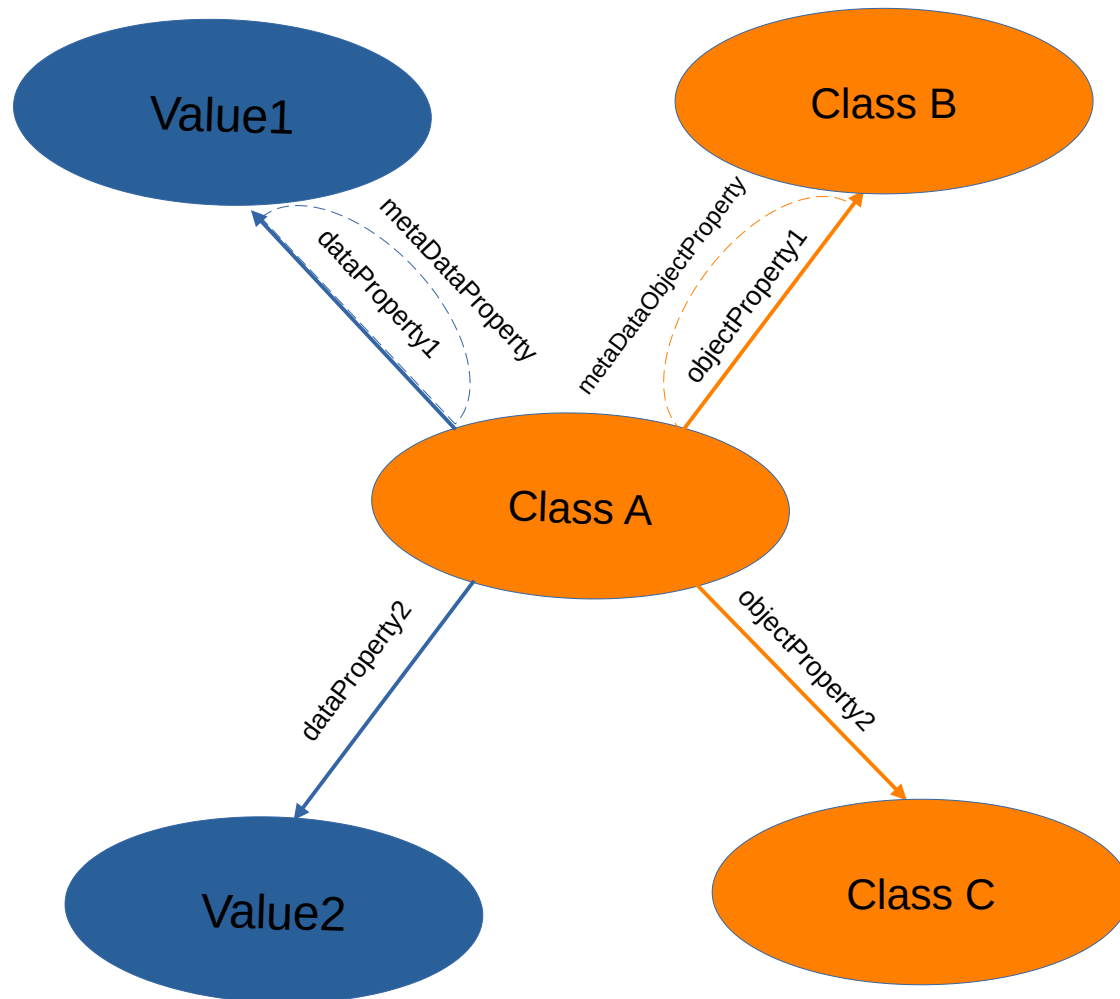 Value1
Class B
metaDataProperty
dataProperty1
metaDataObjectProperty
objectProperty1
Class A
dataProperty2
objectProperty2
Value2
Class C